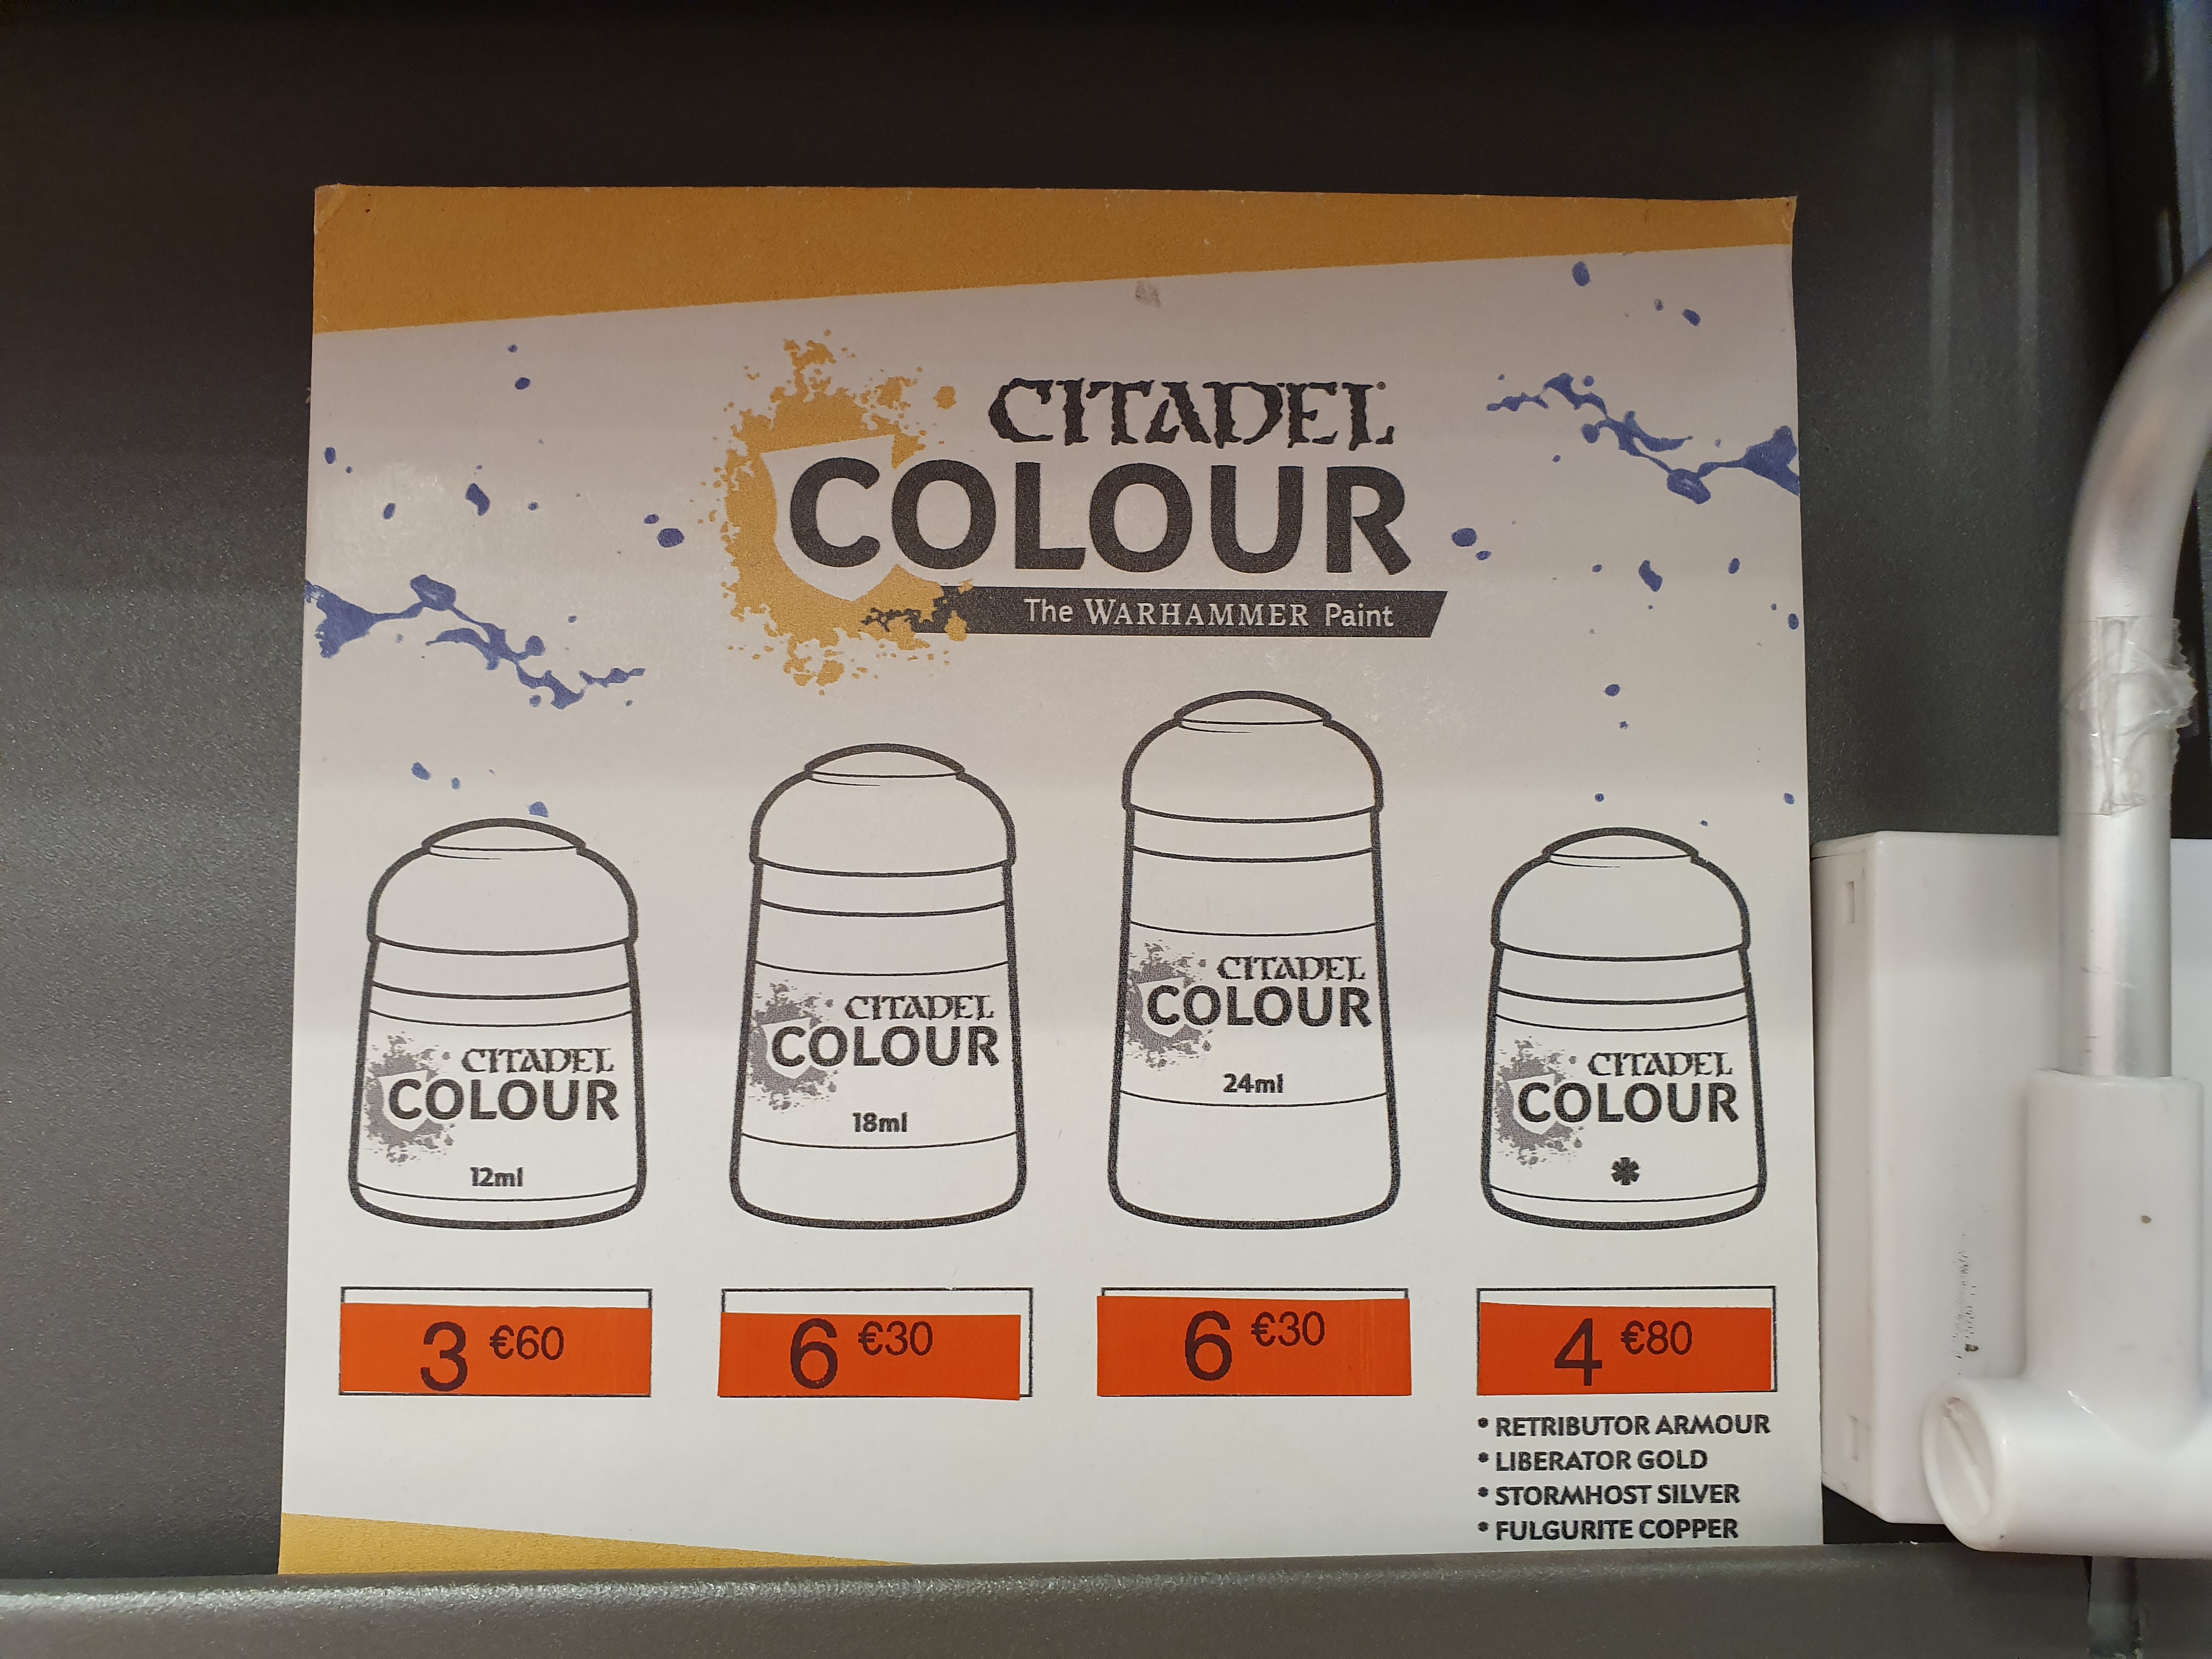 CITADEL
COLOUR
The WARHAMMER Paint
CITADEL
COLOUR
12ml
CITADEL
COLOUR
18ml
CITADEL
COLOUR
24ml
CITADEL
COLOUR
*
3 €60
6 €30
6 €30
4 €80
* RETRIBUTOR ARMOUR
* LIBERATOR GOLD
* STORMHOST SILVER
* FULGURITE COPPER